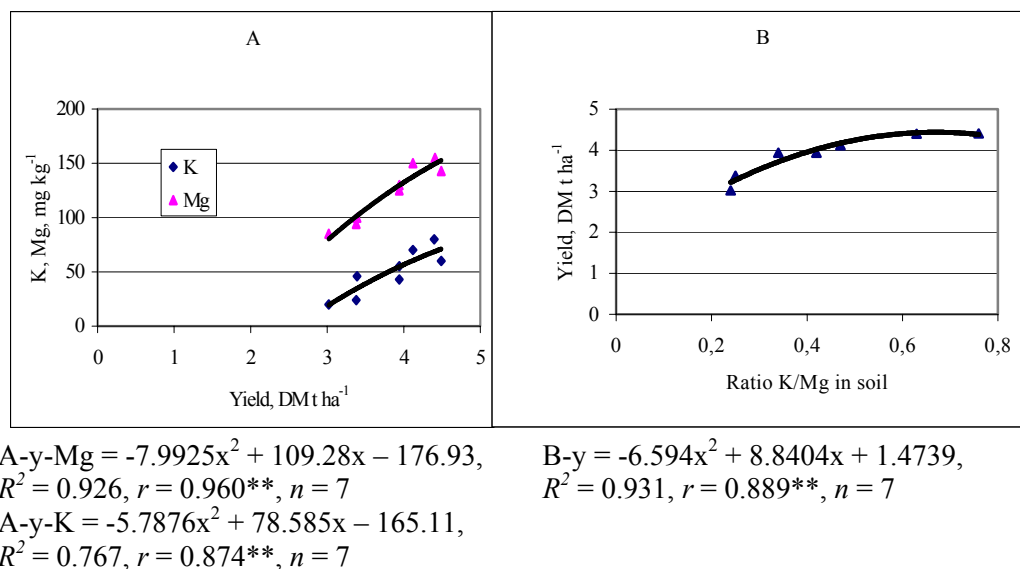 A
200
150
100
50
0
K, Mg, mg kg-1
K
Mg
0 1 2 3 4 5
Yield, DM t ha-1
B
5
4
3
2
1
0
Yield, DM t ha-1
0 0,2 0,4 0,6 0,8
Ratio K/Mg in soil
A-y-Mg = -7.9925x² + 109.28x – 176.93,
R² = 0.926, r = 0.960**, n = 7
A-y-K = -5.7876x² + 78.585x – 165.11,
R² = 0.767, r = 0.874**, n = 7
B-y = -6.594x² + 8.8404x + 1.4739,
R² = 0.931, r = 0.889**, n = 7